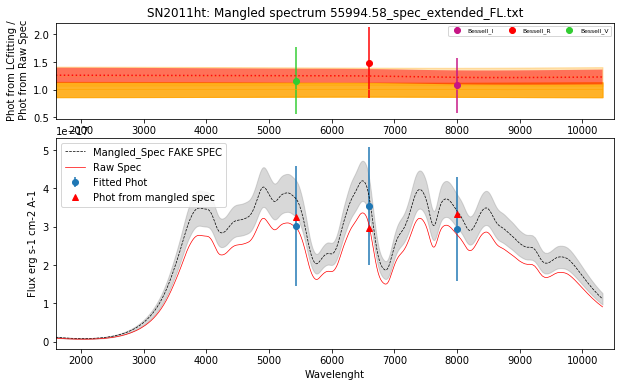 SN2011ht: Mangled spectrum 55994.58_spec_extended_FL.txt
Phot from LCfitting /
Phot from Raw Spec
2.0
1.5
1.0
0.5
Bessell_I
Bessell_R
Bessell_V
2000 3000 4000 5000 6000 7000 8000 9000 10000
1e−17
Flux erg s-1 cm-2 A-1
5
4
3
2
1
0
Mangled_Spec FAKE SPEC
Raw Spec
Fitted Phot
Phot from mangled spec
2000 3000 4000 5000 6000 7000 8000 9000 10000
Wavelenght